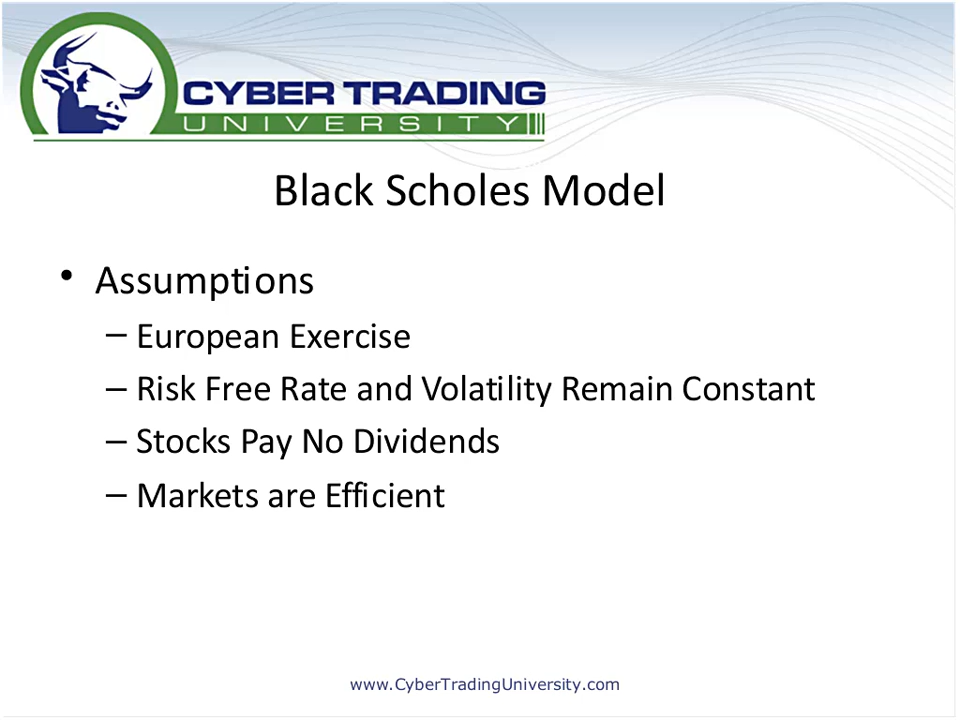 CYBER TRADING
UNIVERSITY
Black Scholes Model
• Assumptions
– European Exercise
– Risk Free Rate and Volatility Remain Constant
– Stocks Pay No Dividends
– Markets are Efficient
www.CyberTradingUniversity.com